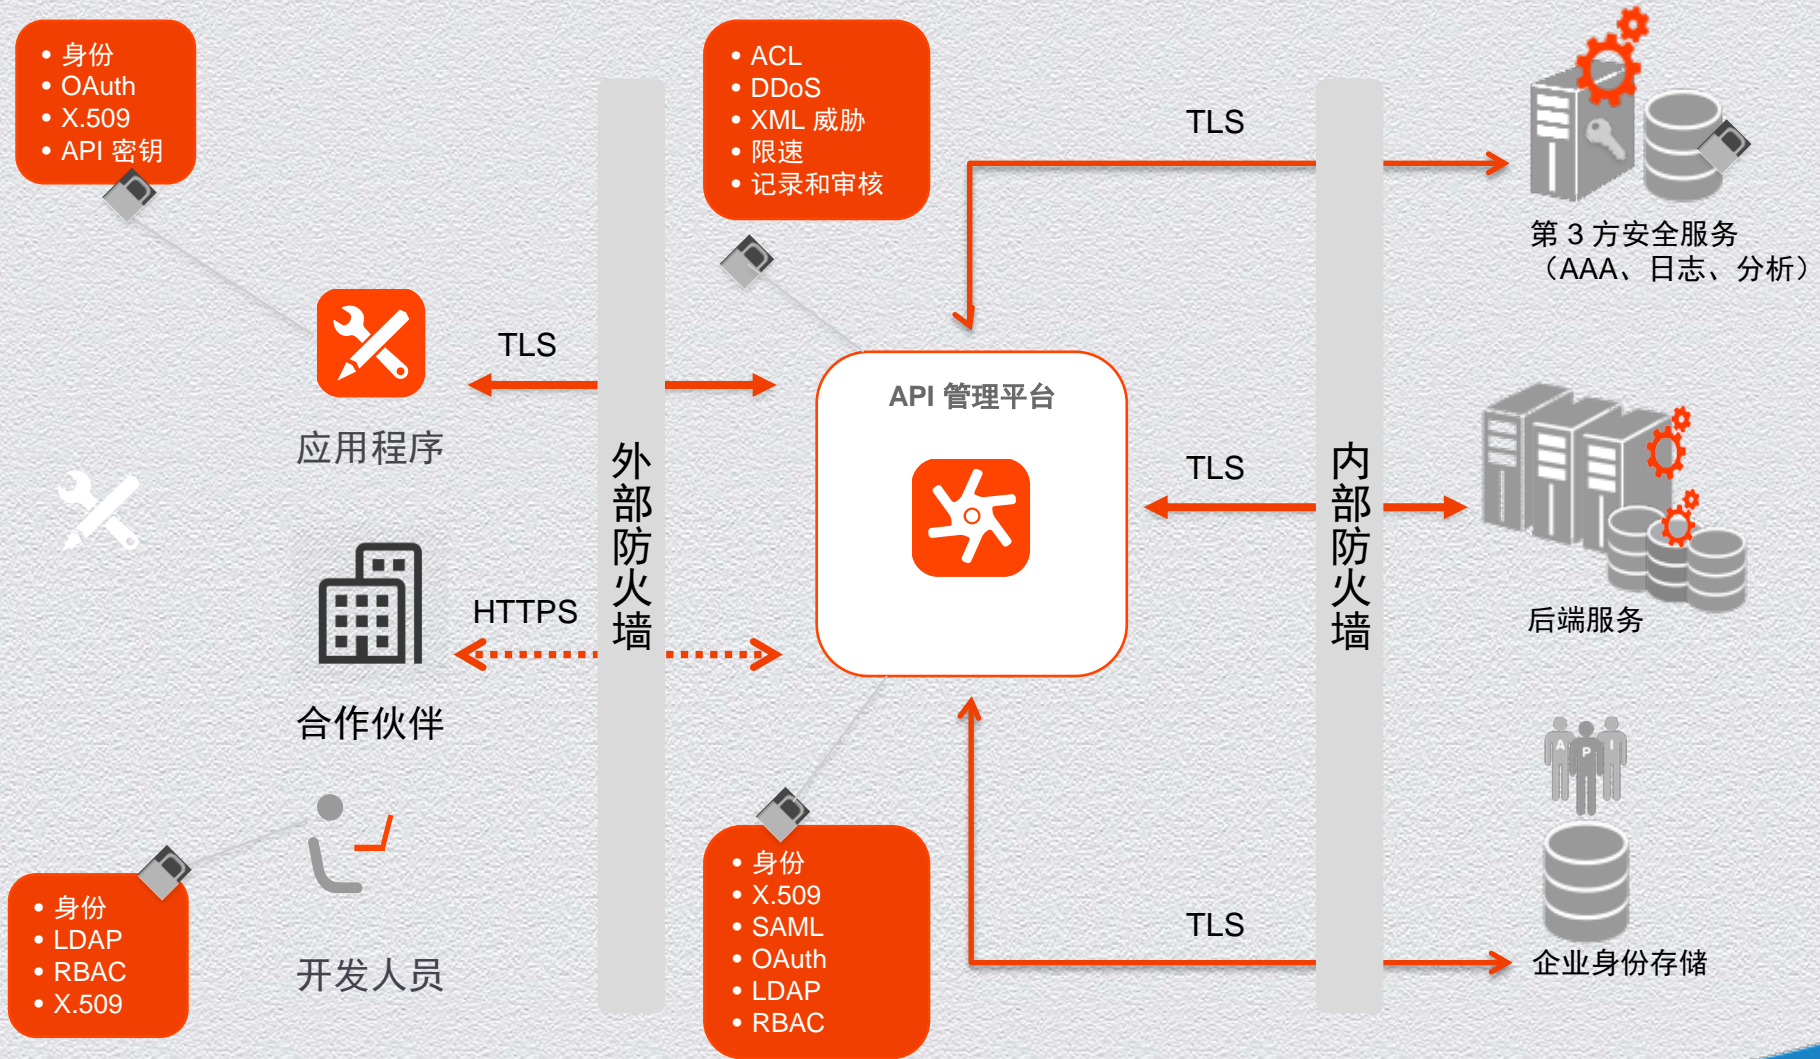 • 身份
• OAuth
• X.509
• API 密钥
• ACL
• DDoS
• XML 威胁
• 限速
• 记录和审核
TLS
第 3 方安全服务
（AAA、日志、分析）
TLS
应用程序
外部防火墙
API 管理平台
TLS
内部防火墙
后端服务
HTTPS
合作伙伴
A P I
开发人员
• 身份
• LDAP
• RBAC
• X.509
• 身份
• X.509
• SAML
• OAuth
• LDAP
• RBAC
TLS
企业身份存储